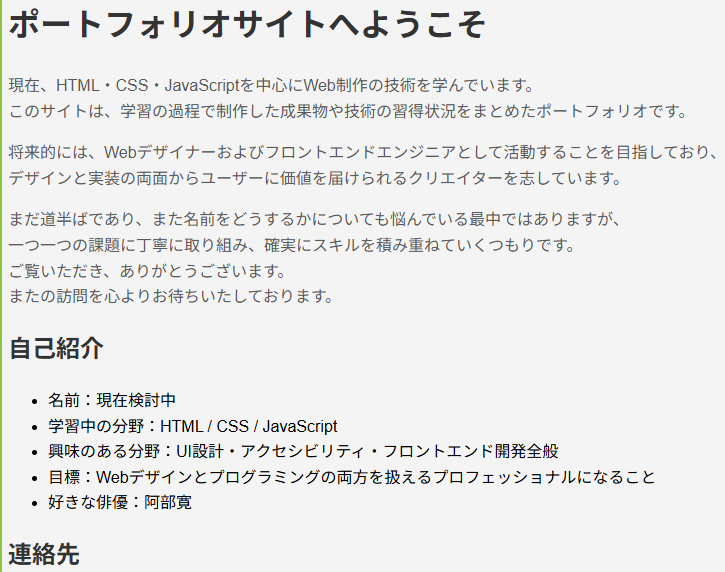 ポートフォリオサイトへようこそ
現在、HTML・CSS・JavaScriptを中心にWeb制作の技術を学んでいます。
このサイトは、学習の過程で制作した成果物や技術の習得状況をまとめたポートフォリオです。
将来的には、Webデザイナーおよびフロントエンドエンジニアとして活動することを目指しており、
デザインと実装の両面からユーザーに価値を届けられるクリエイターを志しています。
まだ道半ばであり、また名前をどうするかについても悩んでいる最中ではありますが、
一つ一つの課題に丁寧に取り組み、確実にスキルを積み重ねていくつもりです。
ご覧いただき、ありがとうございます。
またの訪問を心よりお待ちいたしております。
自己紹介
• 名前：現在検討中
• 学習中の分野：HTML / CSS / JavaScript
• 興味のある分野：UI設計・アクセシビリティ・フロントエンド開発全般
• 目標：Webデザインとプログラミングの両方を扱えるプロフェッショナルになること
• 好きな俳優：阿部寛
連絡先